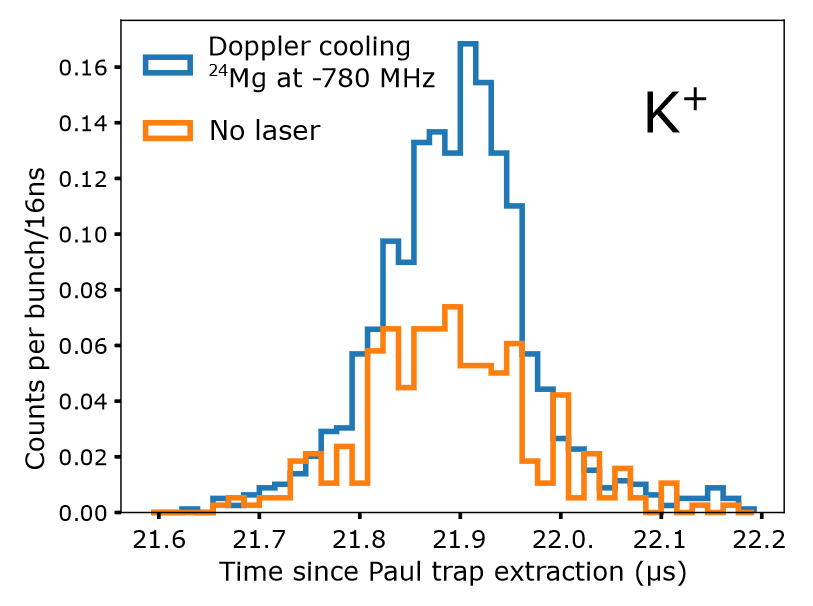 Doppler cooling
²⁴Mg at -780 MHz
No laser
K⁺
Counts per bunch/16ns
0.16
0.14
0.12
0.10
0.08
0.06
0.04
0.02
0.00
21.6 21.7 21.8 21.9 22.0. 22.1 22.2
Time since Paul trap extraction (µs)